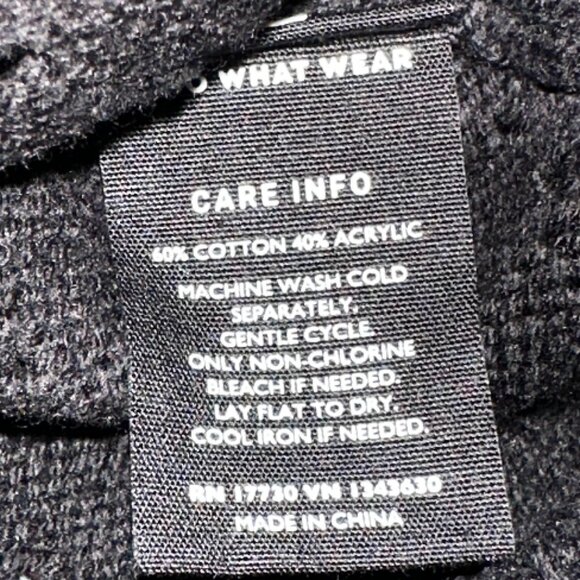 WHAT WEAR
CARE INFO
60% COTTON 40% ACRYLIC
MACHINE WASH COLD
SEPARATELY.
GENTLE CYCLE.
ONLY NON-CHLORINE
BLEACH IF NEEDED.
LAY FLAT TO DRY.
COOL IRON IF NEEDED.
RN 17730 VN 1343630
MADE IN CHINA